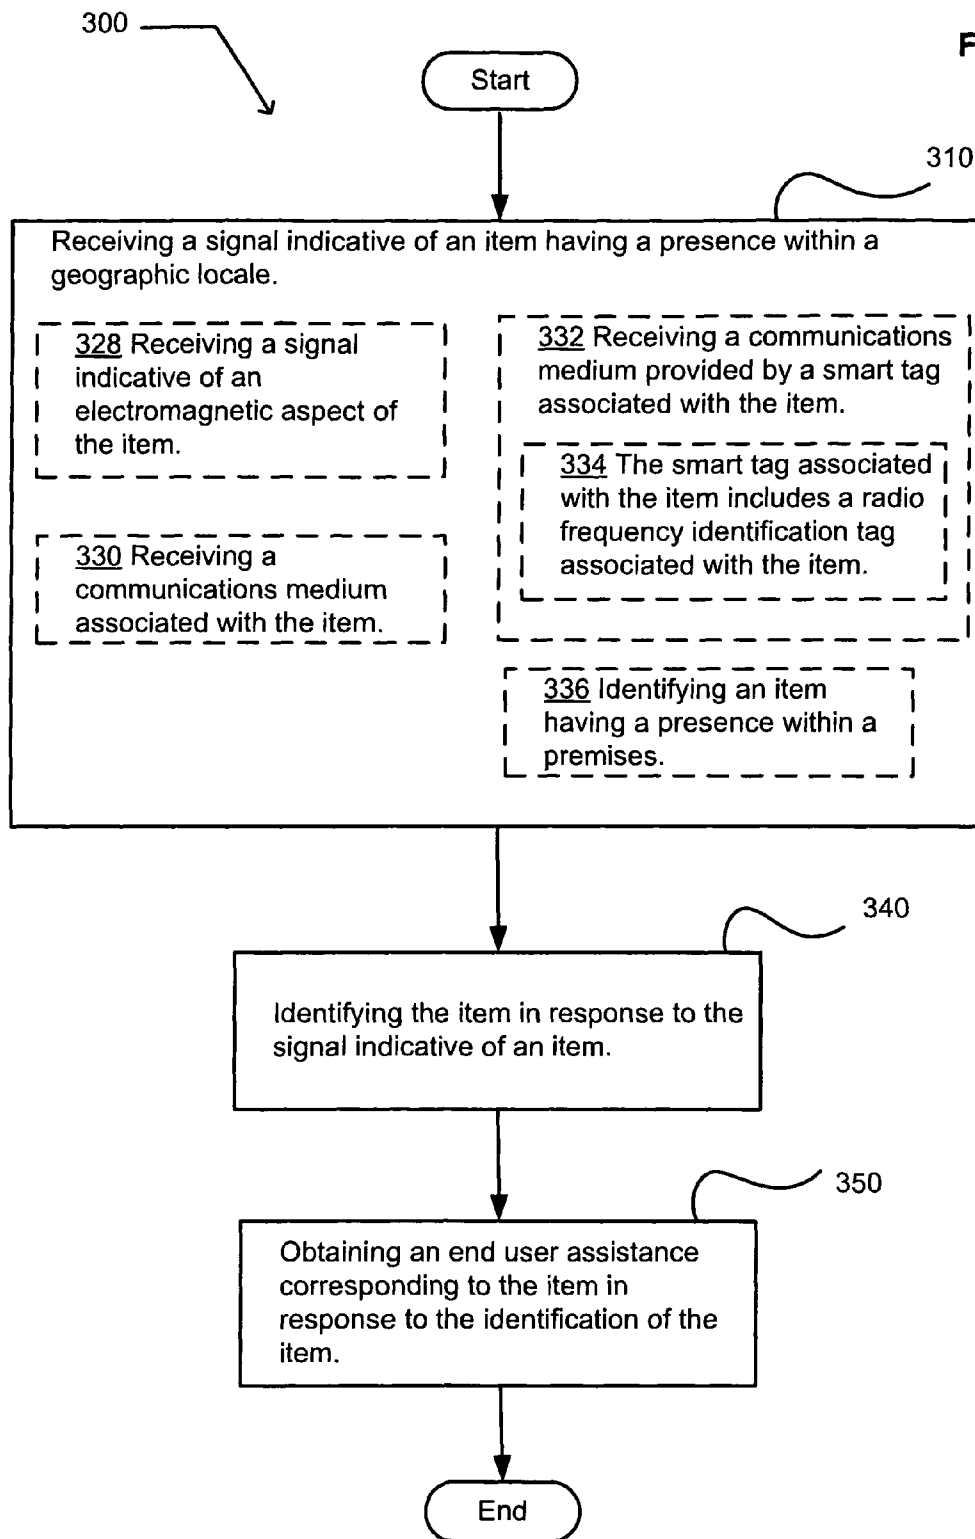 300
F
Start
310
Receiving a signal indicative of an item having a presence within a
geographic locale.
328 Receiving a signal
indicative of an
electromagnetic aspect of
the item.
332 Receiving a communications
medium provided by a smart tag
associated with the item.
334 The smart tag associated
with the item includes a radio
frequency identification tag
associated with the item.
330 Receiving a
communications medium
associated with the item.
336 Identifying an item
having a presence within a
premises.
340
Identifying the item in response to the
signal indicative of an item.
350
Obtaining an end user assistance
corresponding to the item in
response to the identification of the
item.
End